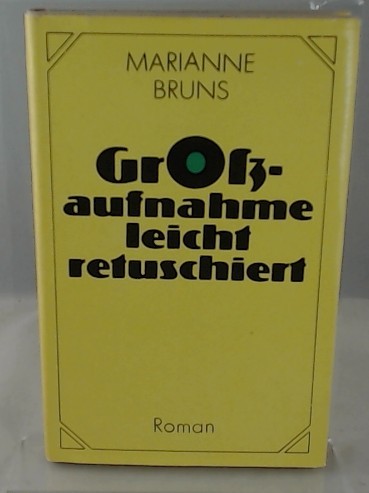 MARIANNE
BRUNS
Groß-
aufnahme
leicht
retuschiert
Roman